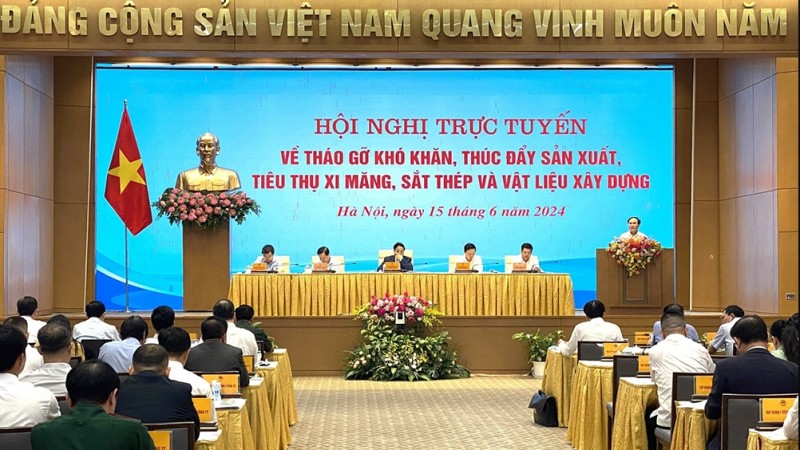 ĐẢNG CỘNG SẢN VIỆT NAM QUANG VINH MUÔN NĂM
HỘI NGHỊ TRỰC TUYẾN
VỀ THÁO GỠ KHÓ KHĂN, THÚC ĐẨY SẢN XUẤT,
TIÊU THỤ XI MĂNG, SẮT THÉP VÀ VẬT LIỆU XÂY DỰNG
Hà Nội, ngày 15 tháng 6 năm 2024